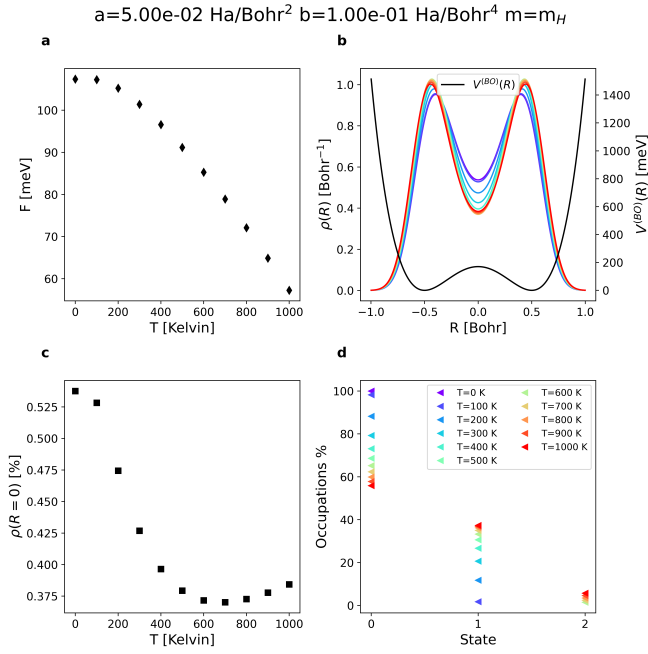 a=5.00e-02 Ha/Bohr² b=1.00e-01 Ha/Bohr⁴ m=m_H
a
F [meV]
100
90
80
70
60
0 200 400 600 800 1000
T [Kelvin]
b
V^(BO)(R)
ρ(R) [Bohr⁻¹]
1.0
0.8
0.6
0.4
0.2
0.0
1400
1200
1000
800
600
400
200
0
V^(BO)(R) [meV]
−1.0 −0.5 0.0 0.5 1.0
R [Bohr]
c
ρ(R = 0) [%]
0.525
0.500
0.475
0.450
0.425
0.400
0.375
0 200 400 600 800 1000
T [Kelvin]
d
Occupations %
100
80
60
40
20
0
T=0 K
T=100 K
T=200 K
T=300 K
T=400 K
T=500 K
T=600 K
T=700 K
T=800 K
T=900 K
T=1000 K
0 1 2
State